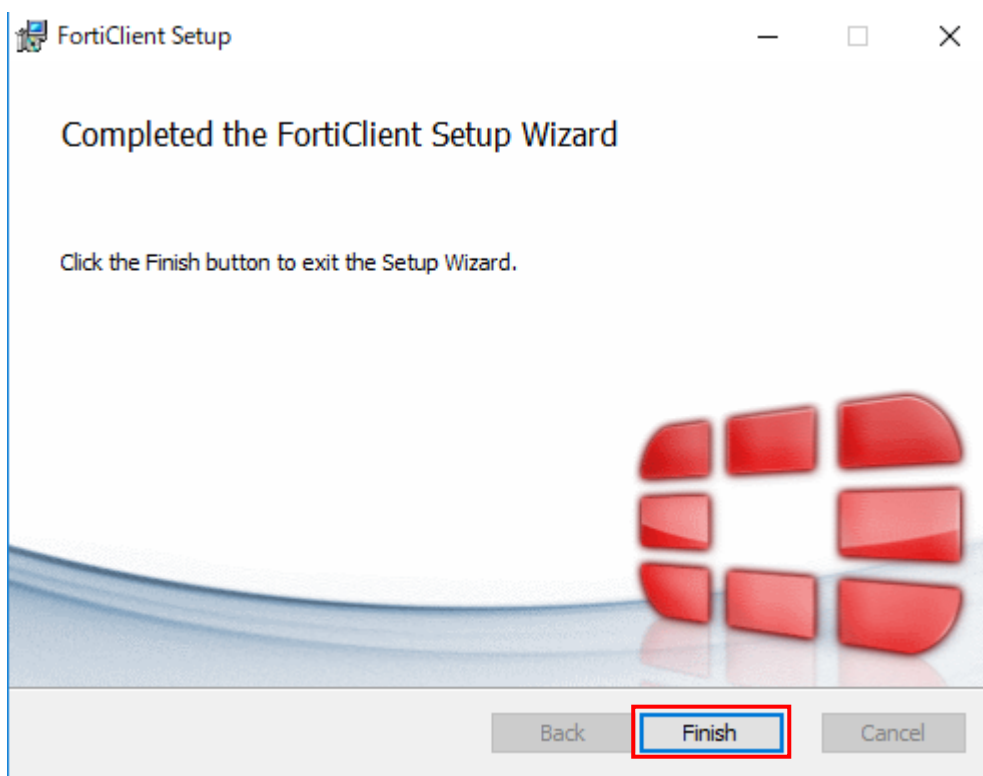 FortiClient Setup
Completed the FortiClient Setup Wizard
Click the Finish button to exit the Setup Wizard.
Back Finish Cancel